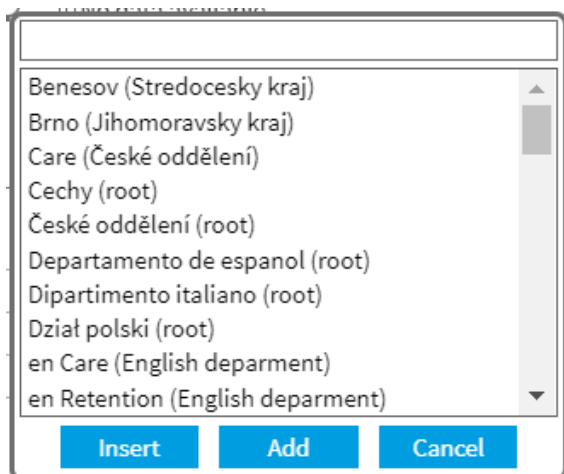 Benesov (Stredocesky kraj)
Brno (Jihomoravsky kraj)
Care (České oddělení)
Cechy (root)
České oddělení (root)
Departamento de espanol (root)
Dipartimento italiano (root)
Dział polski (root)
en Care (English deparment)
en Retention (English deparment)
Insert Add Cancel